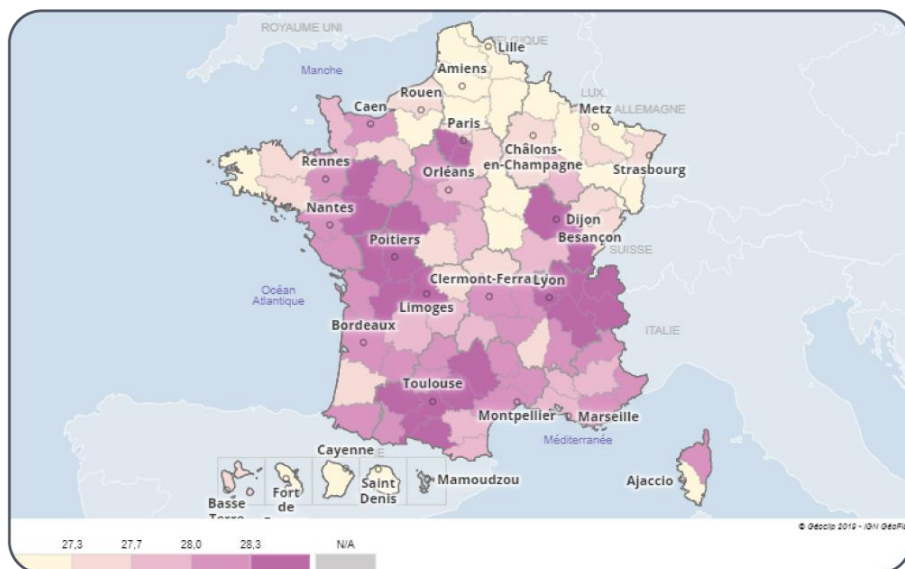 ROYAUME UNI
BELGIQUE
Lille
Manche
Amiens
LUX.
Rouen
Metz
ALLEMAGNE
Caen
Paris
Châlons-
en-Champagne
Strasbourg
Rennes
Orléans
Nantes
Dijon
Besançon
SUISSE
Poitiers
Océan
Atlantique
Clermont-Ferra
Lyon
Limoges
Bordeaux
ITALIE
Toulouse
Montpellier
Marseille
Méditerranée
Cayenne
Saint
Denis
Mamoudzou
Ajaccio
Basse
Fort
de
© Géoclip 2019 - IGN GéoFla
27,3 27,7 28,0 28,3 N/A